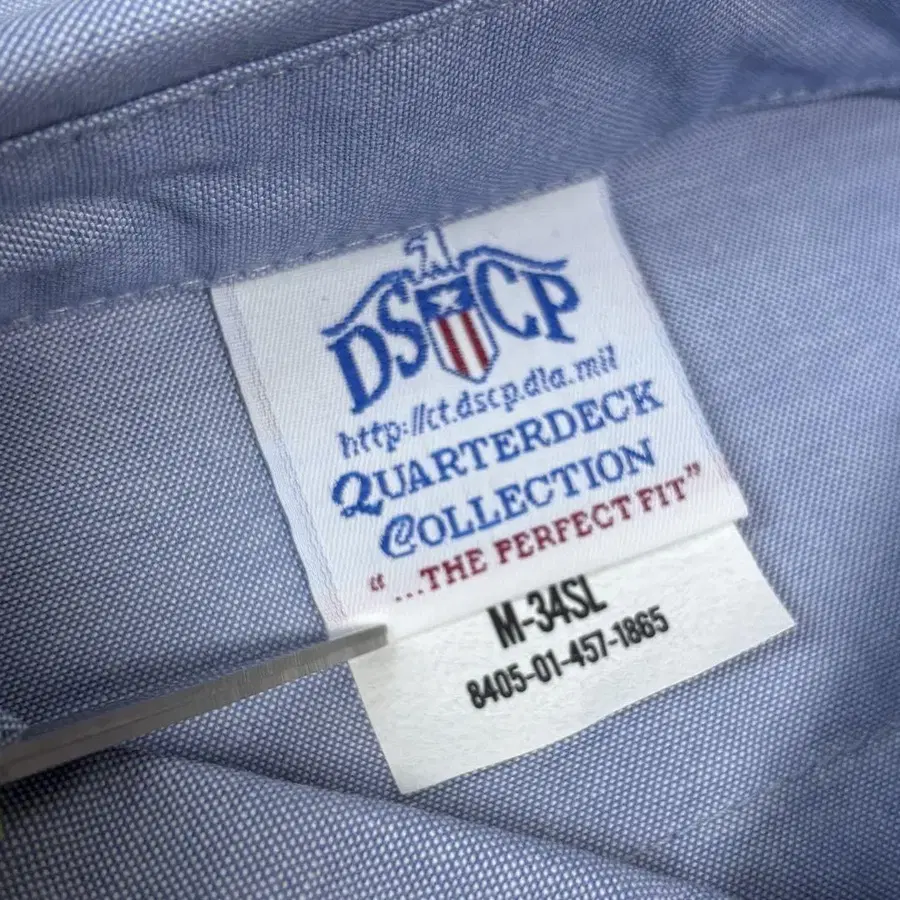 DSCP
http://ct.dscp.dla.mil
QUARTERDECK
COLLECTION
"...THE PERFECT FIT"
M-34SL
8405-01-457-1865